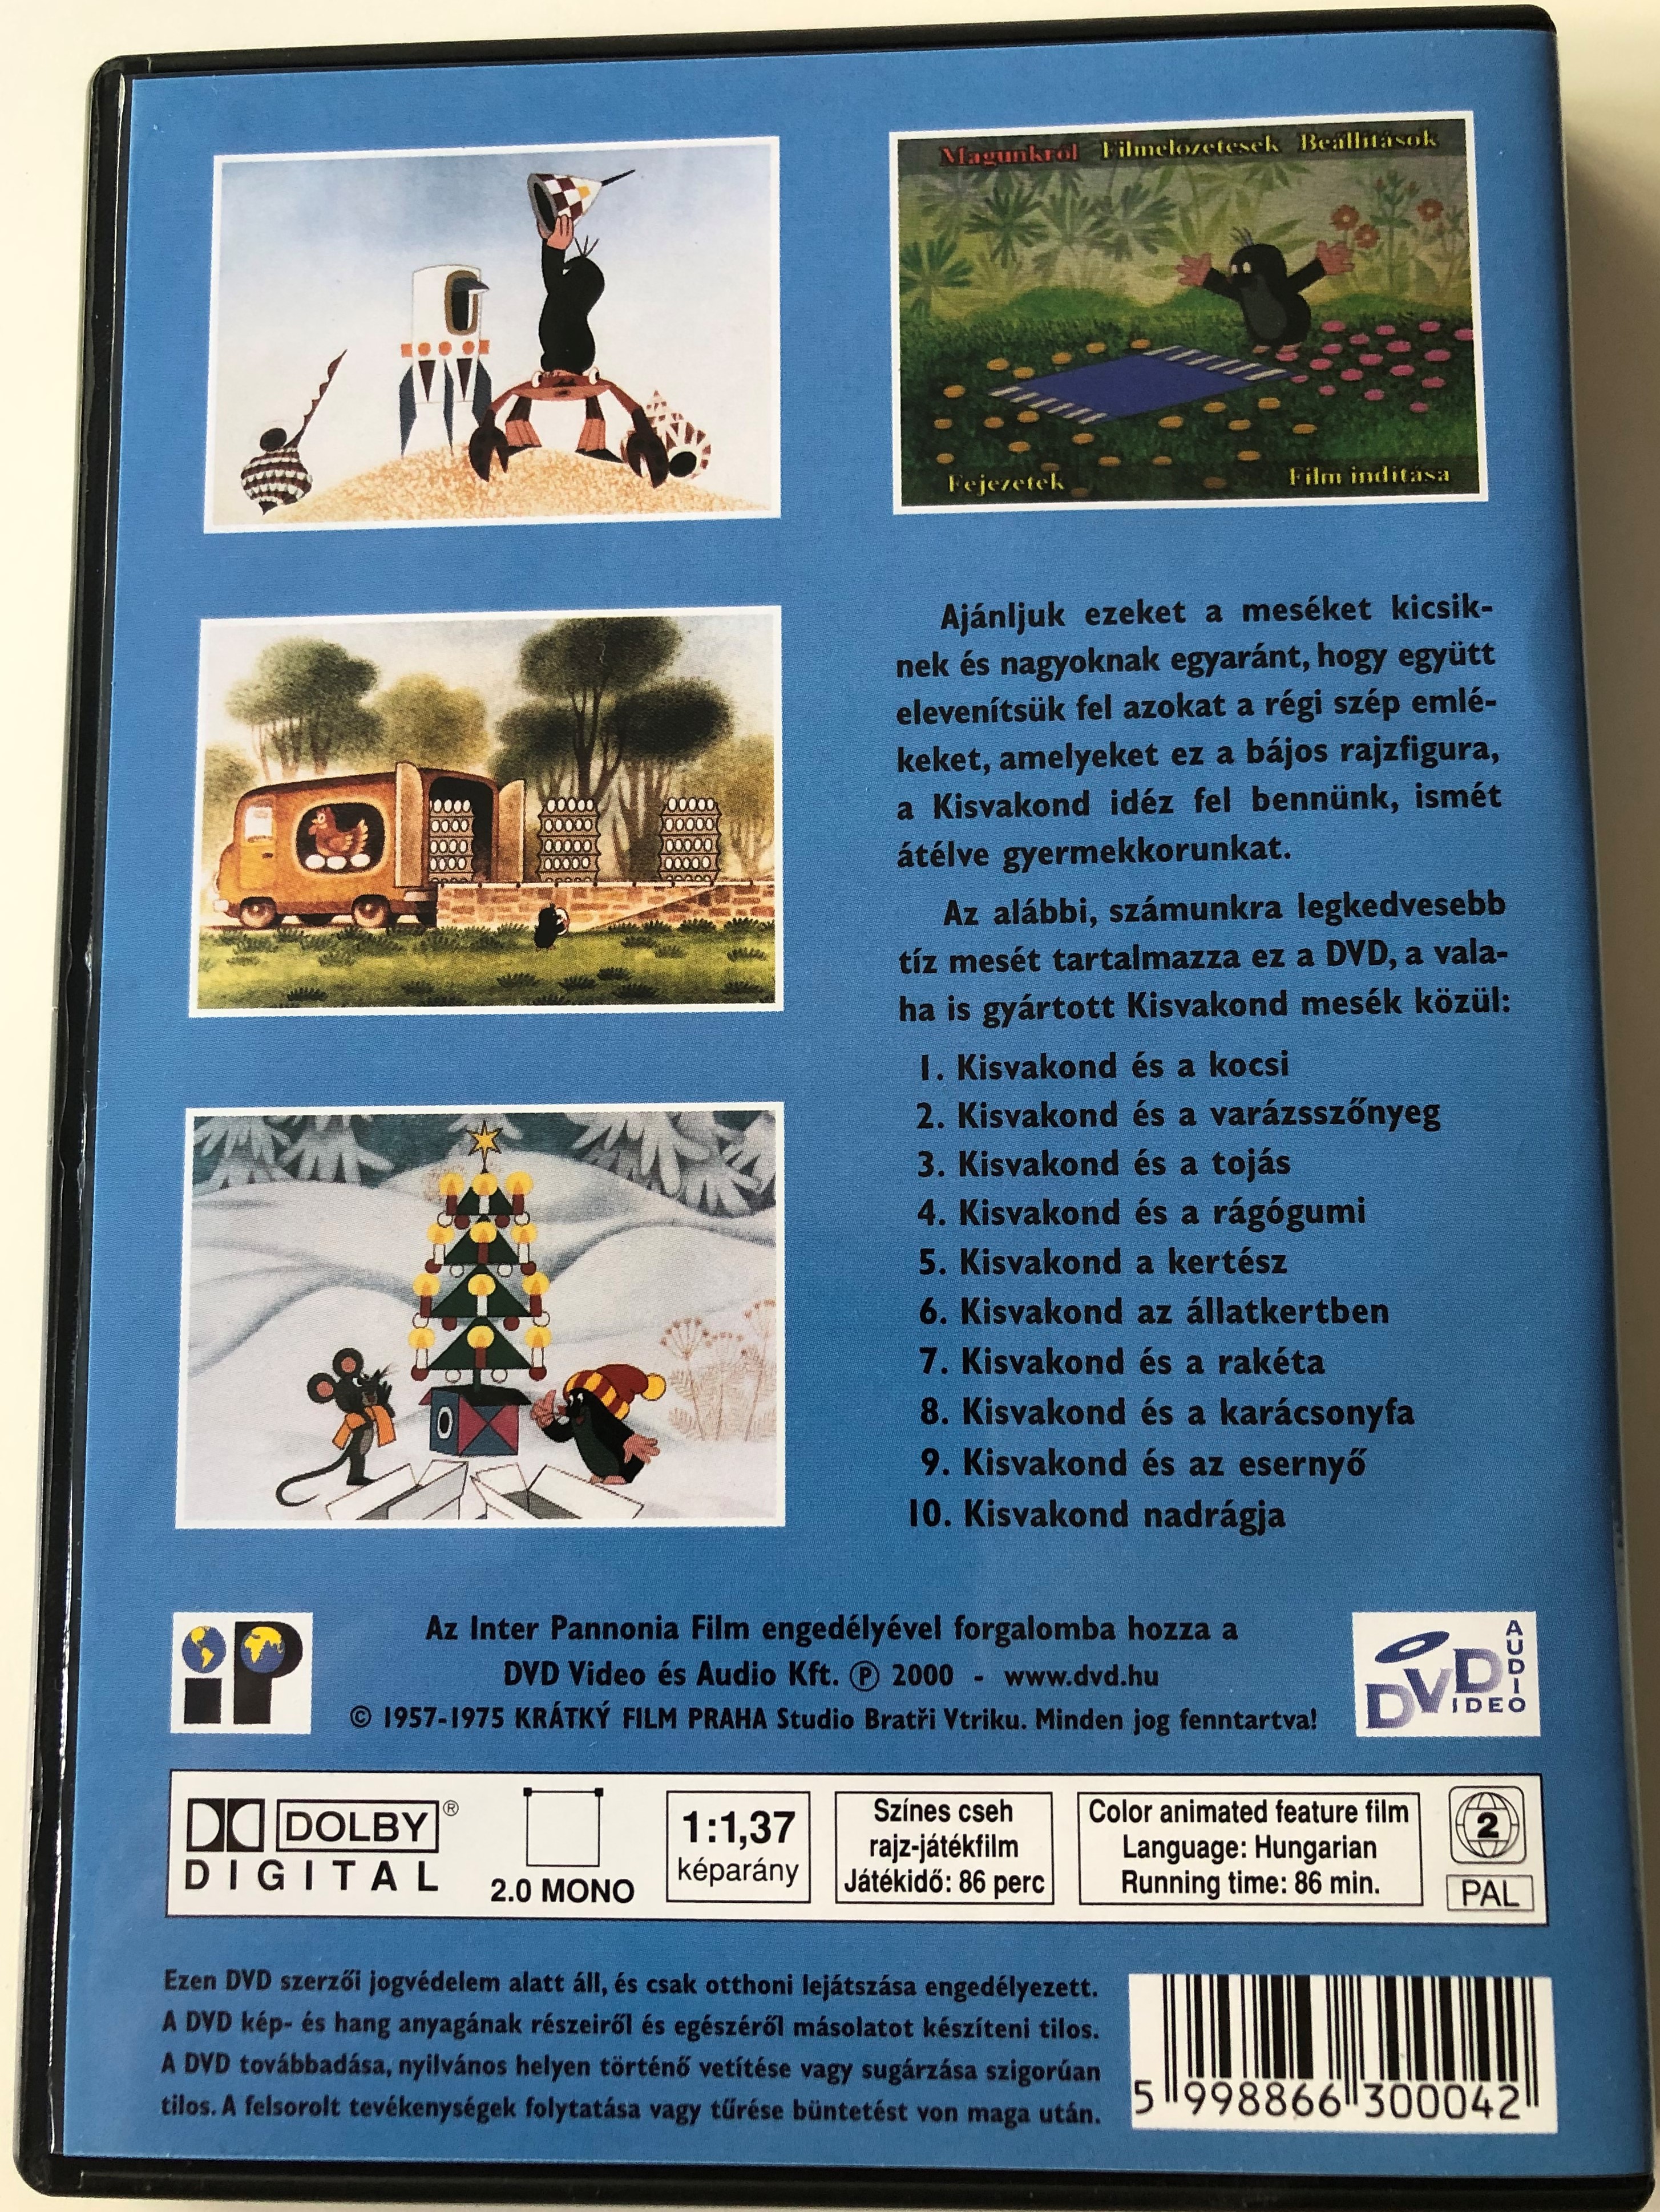 Magunkról Filmelőzetesek Beállítások
Fejezetek Film indítása
Ajánljuk ezeket a meséket kicsik-
nek és nagyoknak egyaránt, hogy együtt
elevenítsük fel azokat a régi szép emlé-
keket, amelyeket ez a bájos rajzfigura,
a Kisvakond idéz fel bennünk, ismét
átélve gyermekkorunkat.
Az alábbi, számunkra legkedvesebb
tíz mesét tartalmazza ez a DVD, a vala-
ha is gyártott Kisvakond mesék közül:
1. Kisvakond és a kocsi
2. Kisvakond és a varázsszőnyeg
3. Kisvakond és a tojás
4. Kisvakond és a rágógumi
5. Kisvakond a kertész
6. Kisvakond az állatkertben
7. Kisvakond és a rakéta
8. Kisvakond és a karácsonyfa
9. Kisvakond és az esernyő
10. Kisvakond nadrágja
iP
Az Inter Pannonia Film engedélyével forgalomba hozza a
DVD Video és Audio Kft. ℗ 2000 - www.dvd.hu
© 1957-1975 KRÁTKÝ FILM PRAHA Studio Bratři Vtriku. Minden jog fenntartva!
DVD VIDEO AUDIO
DOLBY®
DIGITAL
2.0 MONO
1:1,37
képarány
Színes cseh
rajz-játékfilm
Játékidő: 86 perc
Color animated feature film
Language: Hungarian
Running time: 86 min.
2
PAL
Ezen DVD szerzői jogvédelem alatt áll, és csak otthoni lejátszása engedélyezett.
A DVD kép- és hang anyagának részeiről és egészéről másolatot készíteni tilos.
A DVD továbbadása, nyilvános helyen történő vetítése vagy sugárzása szigorúan
tilos. A felsorolt tevékenységek folytatása vagy tűrése büntetést von maga után.
5 998866 300042